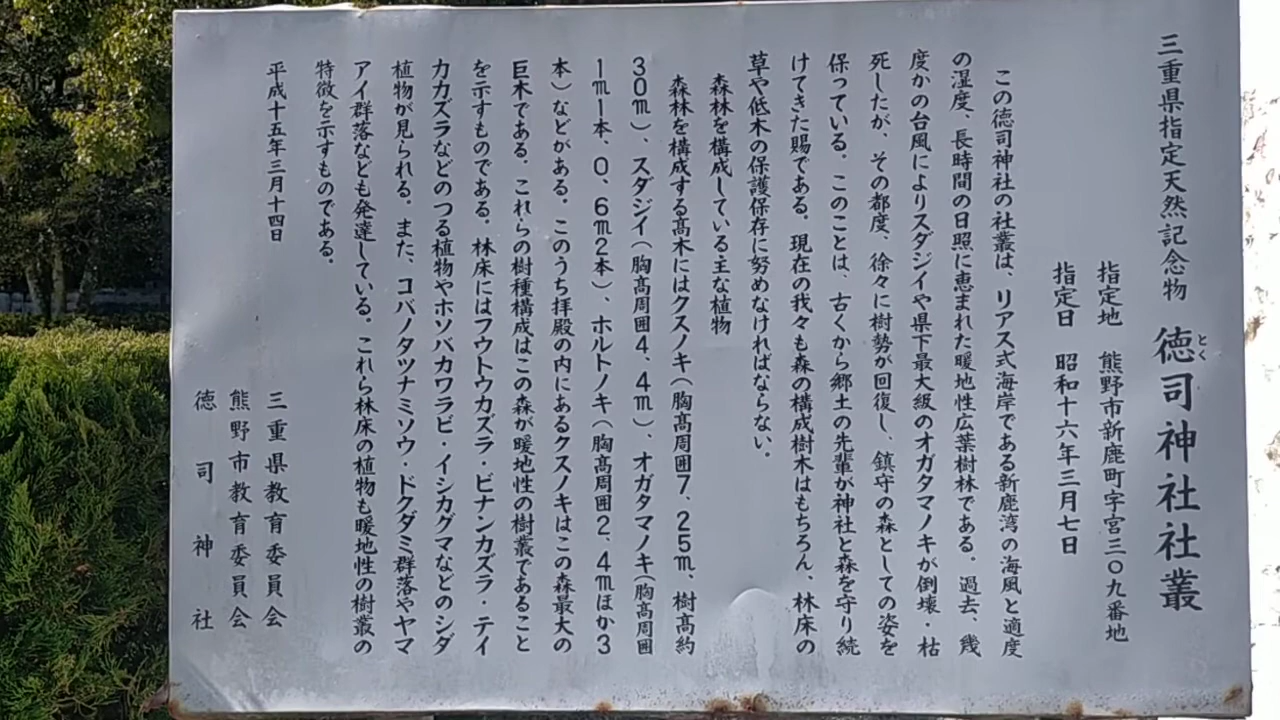 三重県指定天然記念物 徳司神社社叢
とく
指定地 熊野市新鹿町字宮三〇九番地
指定日 昭和十六年三月七日
この徳司神社の社叢は、リアス式海岸である新鹿湾の海風と適度
の湿度、長時間の日照に恵まれた暖地性広葉樹林である。過去、幾
度かの台風によりスダジイや県下最大級のオガタマノキが倒壊・枯
死したが、その都度、徐々に樹勢が回復し、鎮守の森としての姿を
保っている。このことは、古くから郷土の先輩が神社と森を守り続
けてきた賜である。現在の我々も森の構成樹木はもちろん、林床の
草や低木の保護保存に努めなければならない。
森林を構成している主な植物
森林を構成する高木にはクスノキ(胸高周囲7、25m、樹高約
30m)、スダジイ(胸高周囲4、4m)、オガタマノキ(胸高周囲
1m1本、0、6m2本)、ホルトノキ(胸高周囲2、4mほか3
本)などがある。このうち拝殿の内にあるクスノキはこの森最大の
巨木である。これらの樹種構成はこの森が暖地性の樹叢であること
を示すものである。林床にはフウトウカズラ・ビナンカズラ・テイ
カカズラなどのつる植物やホソバカワラビ・イシカグマなどのシダ
植物が見られる。また、コバノタツナミソウ・ドクダミ群落やヤマ
アイ群落なども発達している。これら林床の植物も暖地性の樹叢の
特徴を示すものである。
平成十五年三月十四日
三重県教育委員会
熊野市教育委員会
徳司神社